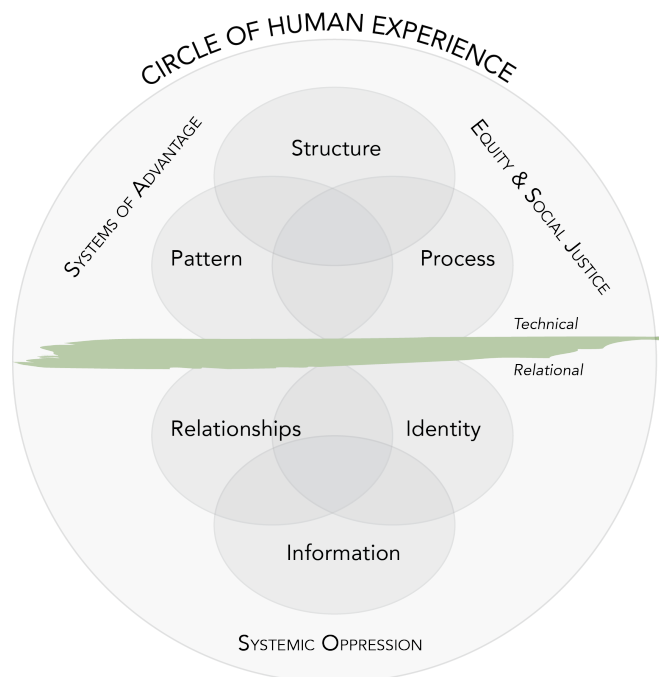 CIRCLE OF HUMAN EXPERIENCE
SYSTEMS OF ADVANTAGE
EQUITY & SOCIAL JUSTICE
Structure
Pattern
Process
Technical
Relational
Relationships
Identity
Information
SYSTEMIC OPPRESSION